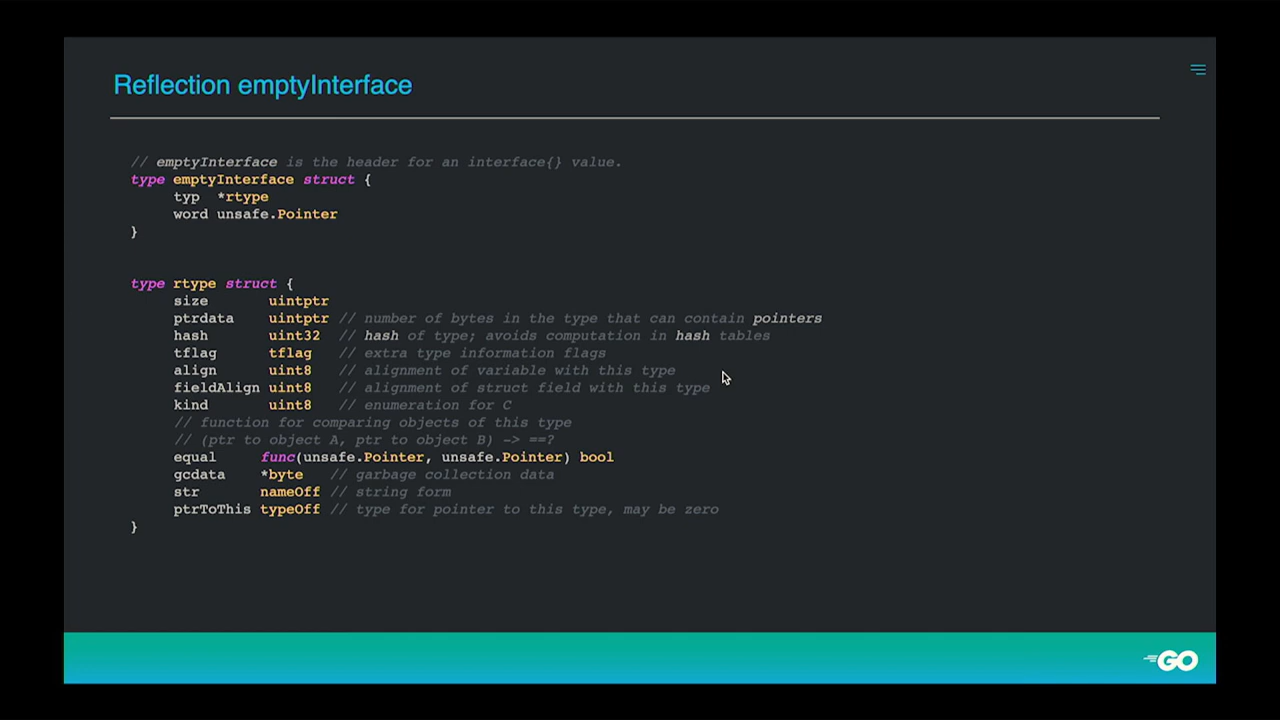 Reflection emptyInterface
// emptyInterface is the header for an interface{} value.
type emptyInterface struct {
typ *rtype
word unsafe.Pointer
}
type rtype struct {
size uintptr
ptrdata uintptr // number of bytes in the type that can contain pointers
hash uint32 // hash of type; avoids computation in hash tables
tflag tflag // extra type information flags
align uint8 // alignment of variable with this type
fieldAlign uint8 // alignment of struct field with this type
kind uint8 // enumeration for C
// function for comparing objects of this type
// (ptr to object A, ptr to object B) -> ==?
equal func(unsafe.Pointer, unsafe.Pointer) bool
gcdata *byte // garbage collection data
str nameOff // string form
ptrToThis typeOff // type for pointer to this type, may be zero
}
GO